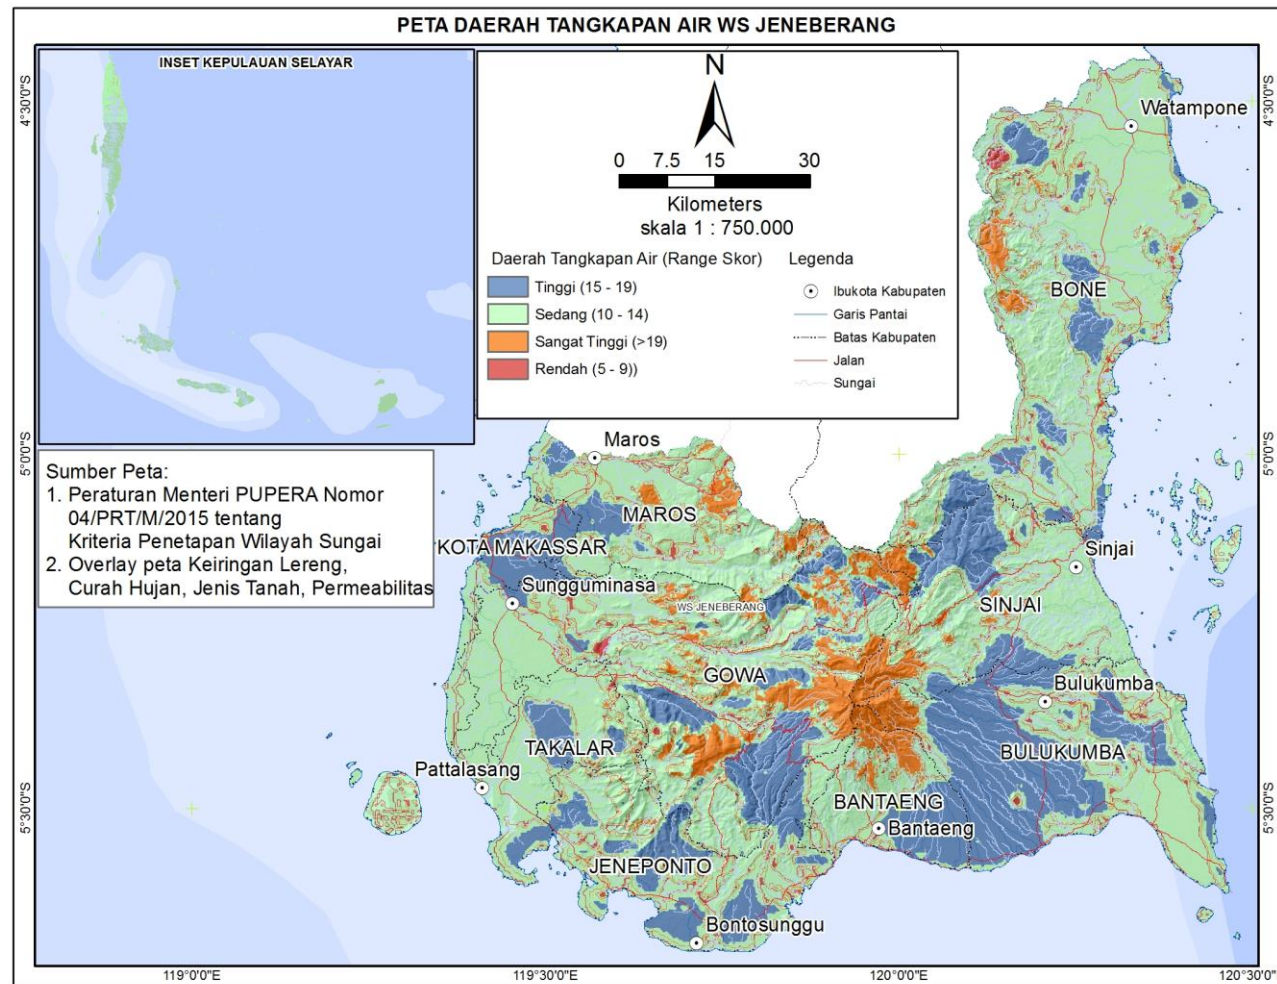 PETA DAERAH TANGKAPAN AIR WS JENEBERANG
INSET KEPULAUAN SELAYAR
N
0 7.5 15 30
Kilometers
skala 1 : 750.000
Daerah Tangkapan Air (Range Skor)
Tinggi (15 - 19)
Sedang (10 - 14)
Sangat Tinggi (>19)
Rendah (5 - 9))
Legenda
Ibukota Kabupaten
Garis Pantai
Batas Kabupaten
Jalan
Sungai
Sumber Peta:
1. Peraturan Menteri PUPERA Nomor
04/PRT/M/2015 tentang
Kriteria Penetapan Wilayah Sungai
2. Overlay peta Keiringan Lereng,
Curah Hujan, Jenis Tanah, Permeabilitas
Watampone
BONE
Maros
MAROS
KOTA MAKASSAR
Sungguminasa
WS JENEBERANG
Sinjai
SINJAI
GOWA
Bulukumba
BULUKUMBA
TAKALAR
Pattalasang
BANTAENG
Bantaeng
JENEPONTO
Bontosunggu
4°30'0"S
5°0'0"S
5°30'0"S
4°30'0"S
5°0'0"S
5°30'0"S
119°0'0"E
119°30'0"E
120°0'0"E
120°30'0"E